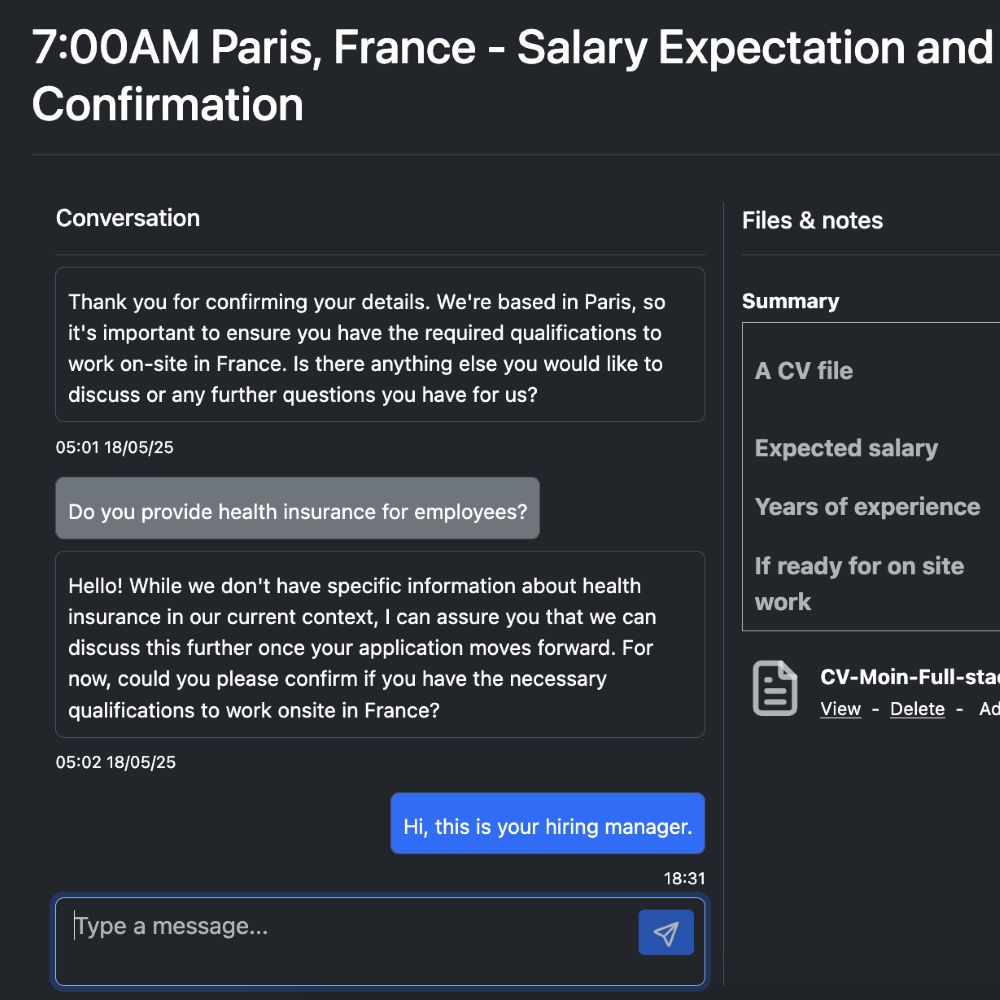 7:00AM Paris, France - Salary Expectation and
Confirmation
Conversation
Thank you for confirming your details. We're based in Paris, so
it's important to ensure you have the required qualifications to
work on-site in France. Is there anything else you would like to
discuss or any further questions you have for us?
05:01 18/05/25
Do you provide health insurance for employees?
Hello! While we don't have specific information about health
insurance in our current context, I can assure you that we can
discuss this further once your application moves forward. For
now, could you please confirm if you have the necessary
qualifications to work onsite in France?
05:02 18/05/25
Hi, this is your hiring manager.
18:31
Type a message...
Files & notes
Summary
A CV file
Expected salary
Years of experience
If ready for on site
work
CV-Moin-Full-sta
View - Delete - Ad